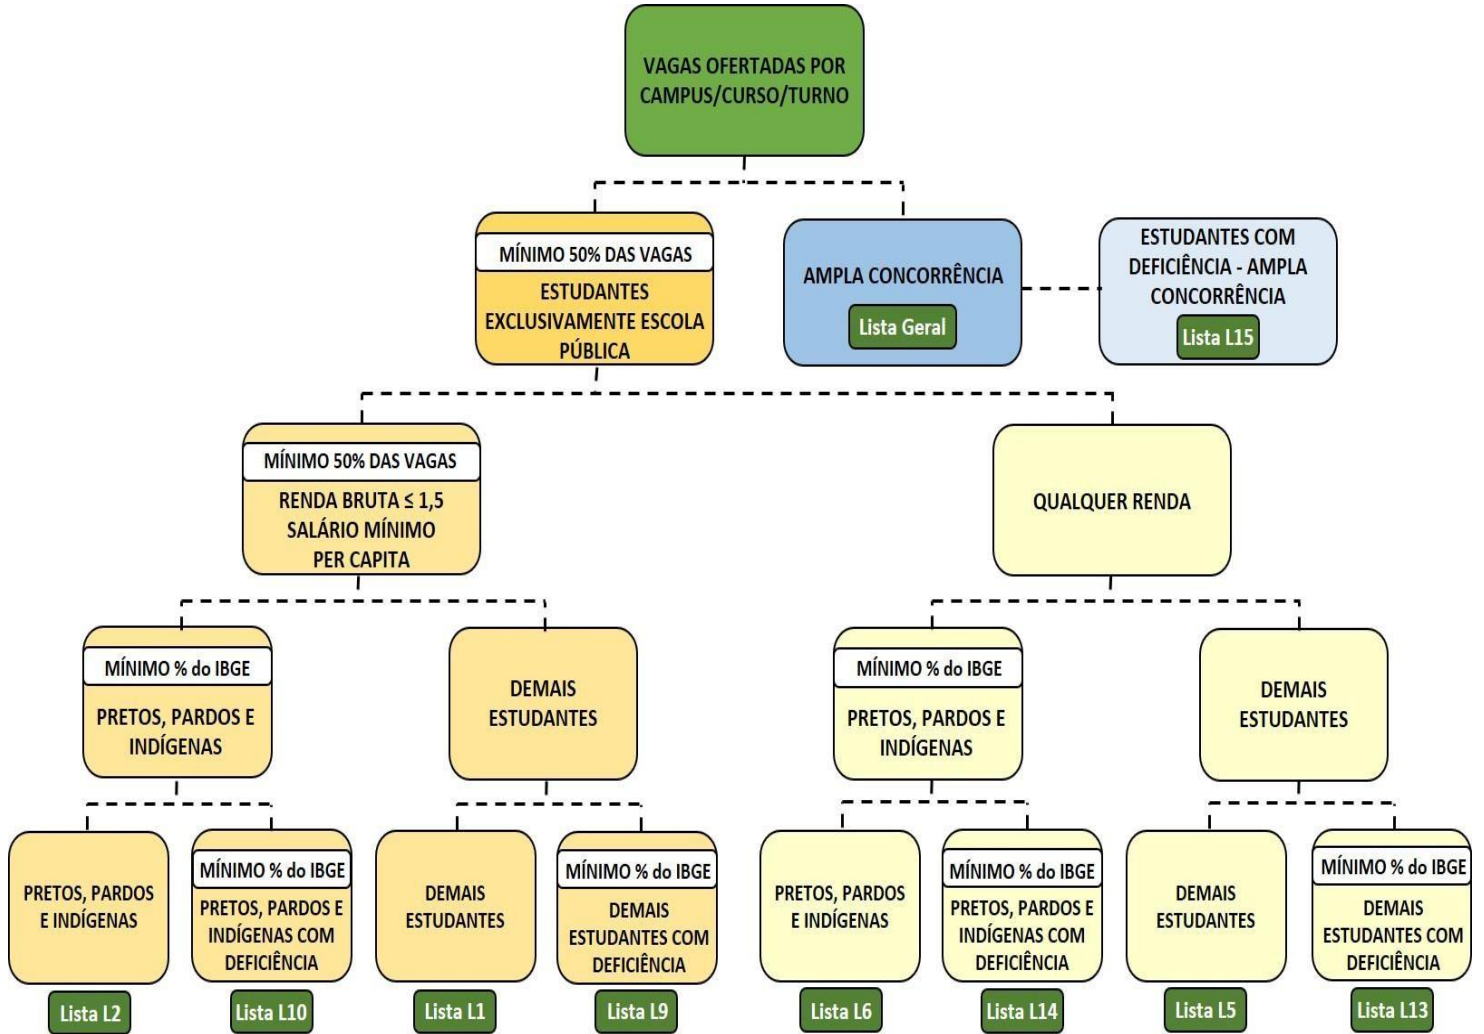 VAGAS OFERTADAS POR
CAMPUS/CURSO/TURNO
MÍNIMO 50% DAS VAGAS
ESTUDANTES
EXCLUSIVAMENTE ESCOLA
PÚBLICA
AMPLA CONCORRÊNCIA
Lista Geral
ESTUDANTES COM
DEFICIÊNCIA - AMPLA
CONCORRÊNCIA
Lista L15
MÍNIMO 50% DAS VAGAS
RENDA BRUTA ≤ 1,5
SALÁRIO MÍNIMO
PER CAPITA
QUALQUER RENDA
MÍNIMO % do IBGE
PRETOS, PARDOS E
INDÍGENAS
DEMAIS
ESTUDANTES
MÍNIMO % do IBGE
PRETOS, PARDOS E
INDÍGENAS
DEMAIS
ESTUDANTES
PRETOS, PARDOS
E INDÍGENAS
Lista L2
MÍNIMO % do IBGE
PRETOS, PARDOS E
INDÍGENAS COM
DEFICIÊNCIA
Lista L10
DEMAIS
ESTUDANTES
Lista L1
MÍNIMO % do IBGE
DEMAIS
ESTUDANTES COM
DEFICIÊNCIA
Lista L9
PRETOS, PARDOS
E INDÍGENAS
Lista L6
MÍNIMO % do IBGE
PRETOS, PARDOS E
INDÍGENAS COM
DEFICIÊNCIA
Lista L14
DEMAIS
ESTUDANTES
Lista L5
MÍNIMO % do IBGE
DEMAIS
ESTUDANTES COM
DEFICIÊNCIA
Lista L13